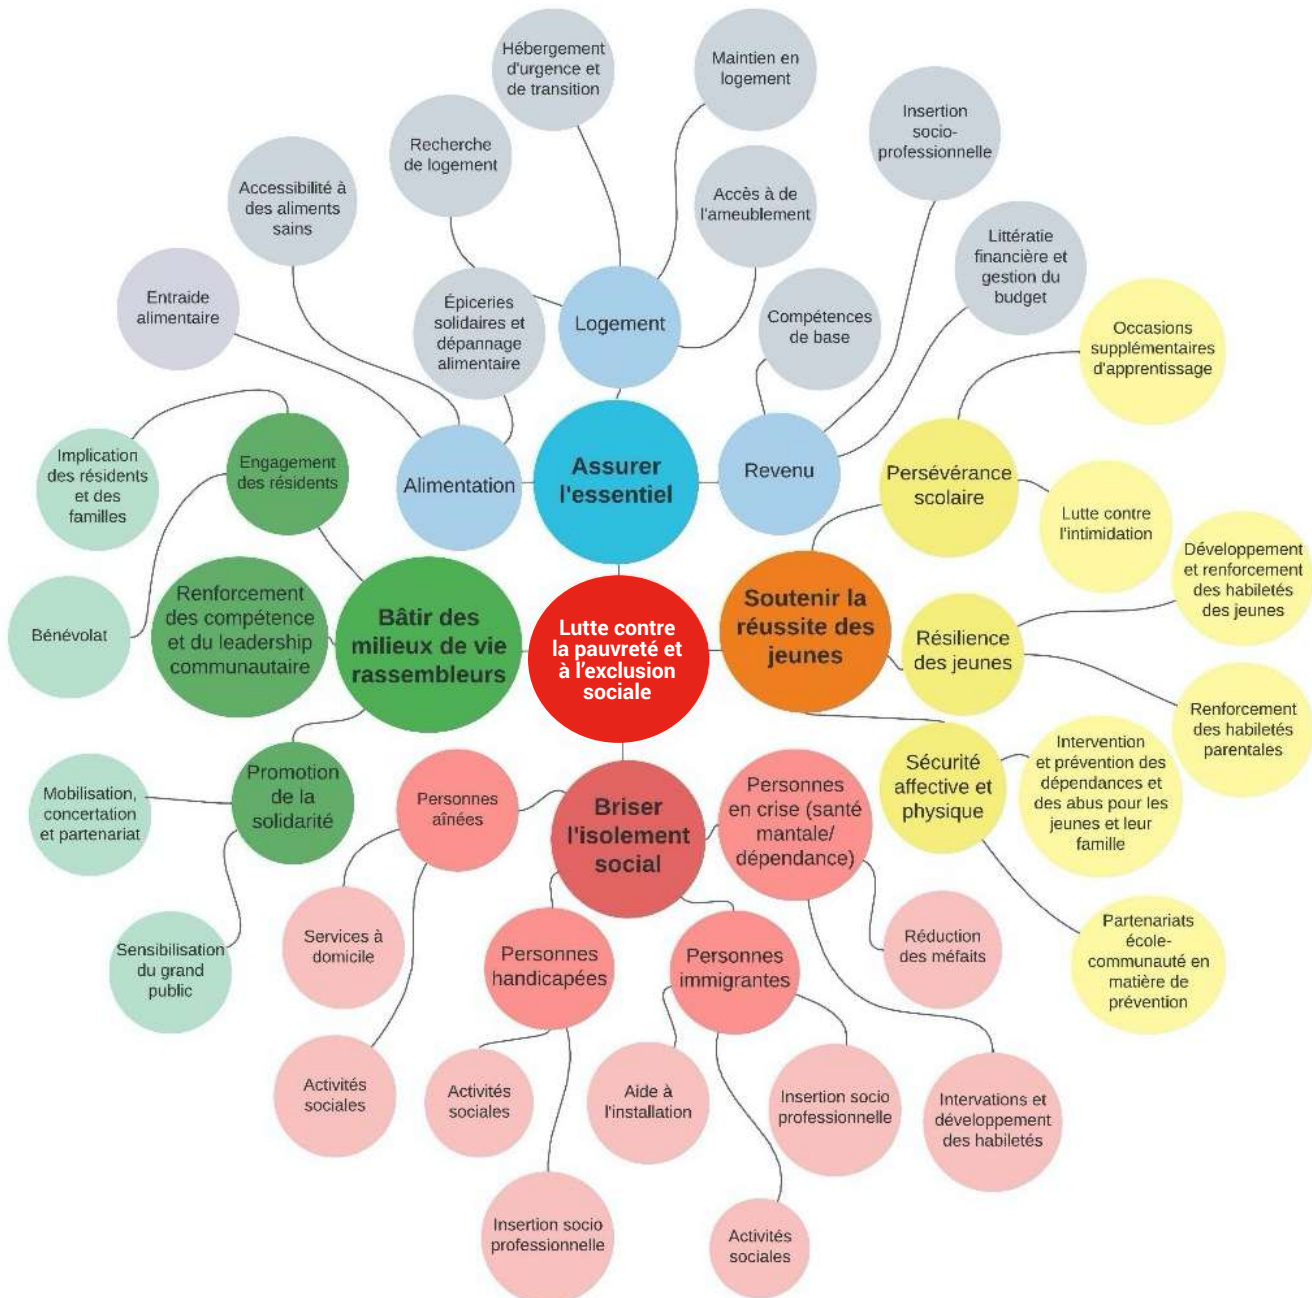 Hébergement
d'urgence et
de transition
Maintien en
logement
Insertion
socio-
professionnelle
Recherche
de logement
Accessibilité à
des aliments
sains
Accès à de
l'ameublement
Littératie
financière et
gestion du
budget
Entraide
alimentaire
Épiceries
solidaires et
dépannage
alimentaire
Logement
Compétences
de base
Occasions
supplémentaires
d'apprentissage
Implication
des résidents
et des
familles
Engagement
des résidents
Alimentation
Assurer
l'essentiel
Revenu
Persévérance
scolaire
Lutte contre
l'intimidation
Développement
et renforcement
des habiletés
des jeunes
Bénévolat
Renforcement
des compétence
et du leadership
communautaire
Bâtir des
milieux de vie
rassembleurs
Lutte contre
la pauvreté et
à l'exclusion
sociale
Soutenir la
réussite des
jeunes
Résilience
des jeunes
Renforcement
des habiletés
parentales
Mobilisation,
concertation
et partenariat
Promotion
de la
solidarité
Personnes
aînées
Briser
l'isolement
social
Personnes
en crise (santé
mantale/
dépendance)
Sécurité
affective et
physique
Intervention
et prévention des
dépendances et
des abus pour les
jeunes et leur
famille
Sensibilisation
du grand
public
Services à
domicile
Personnes
handicapées
Personnes
immigrantes
Réduction
des méfaits
Partenariats
école-
communauté en
matière de
prévention
Activités
sociales
Activités
sociales
Aide à
l'installation
Insertion socio
professionnelle
Intervations et
développement
des habiletés
Insertion socio
professionnelle
Activités
sociales